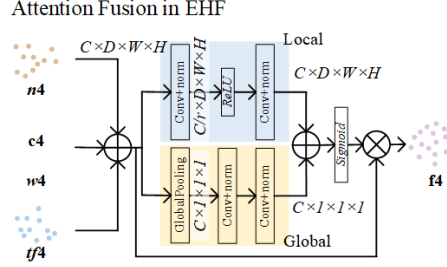 Attention Fusion in EHF
Local
C×D×W×H
n4
Conv+norm
C/r×D×W×H
ReLU
Conv+norm
C×D×W×H
c4
w4
tf4
GlobalPooling
C×1×1×1
Conv+norm
Conv+norm
C×1×1×1
Global
Sigmoid
f4